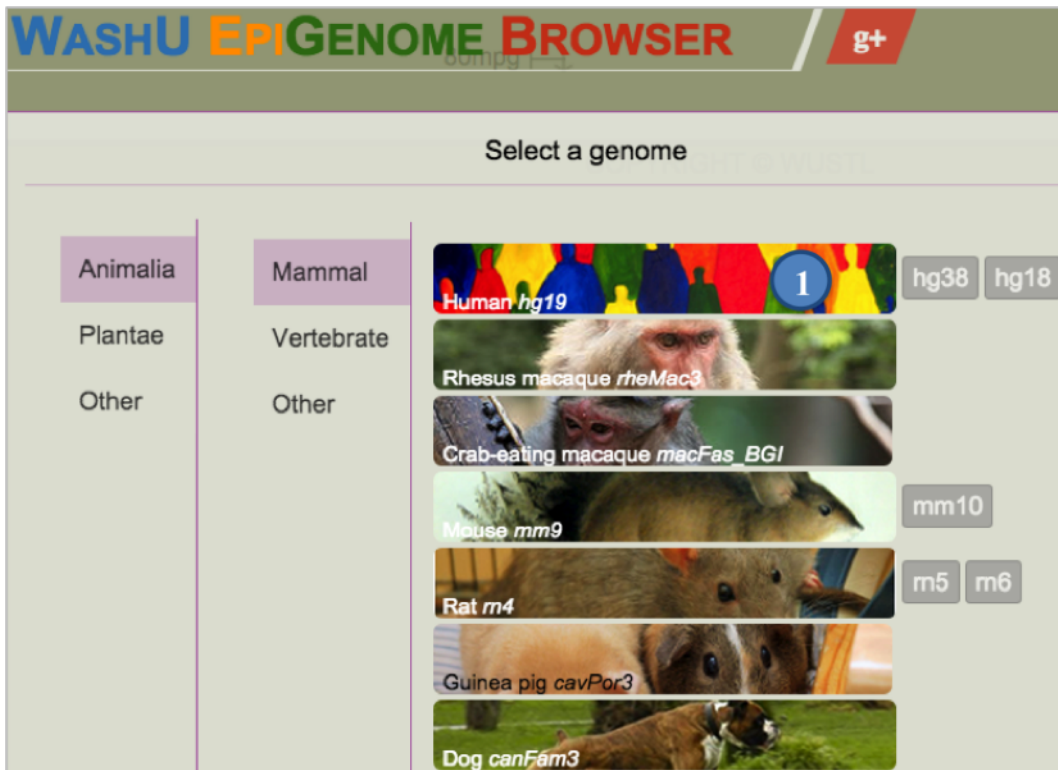 WASHU EPIGENOME BROWSER
g+
Select a genome
Animalia
Plantae
Other
Mammal
Vertebrate
Other
Human hg19
1
hg38
hg18
Rhesus macaque rheMac3
Crab-eating macaque macFas_BGI
Mouse mm9
mm10
Rat rn4
rn5
rn6
Guinea pig cavPor3
Dog canFam3